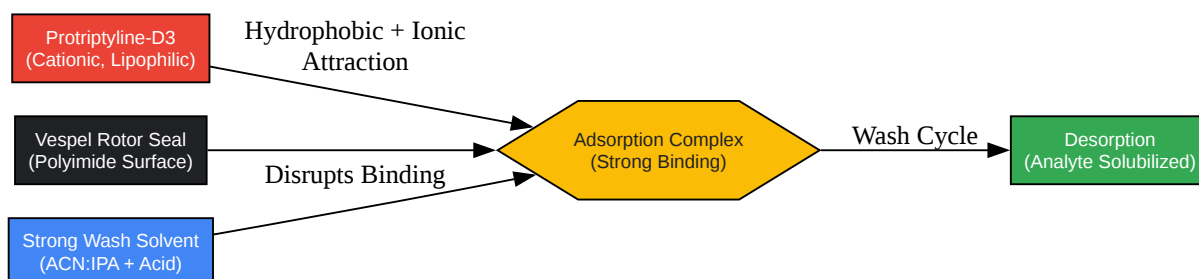 Protriptyline-D3
(Cationic, Lipophilic)
Hydrophobic + Ionic
Attraction
Vespel Rotor Seal
(Polyimide Surface)
Disrupts Binding
Strong Wash Solvent
(ACN:IPA + Acid)
Adsorption Complex
(Strong Binding)
Wash Cycle
Desorption
(Analyte Solubilized)